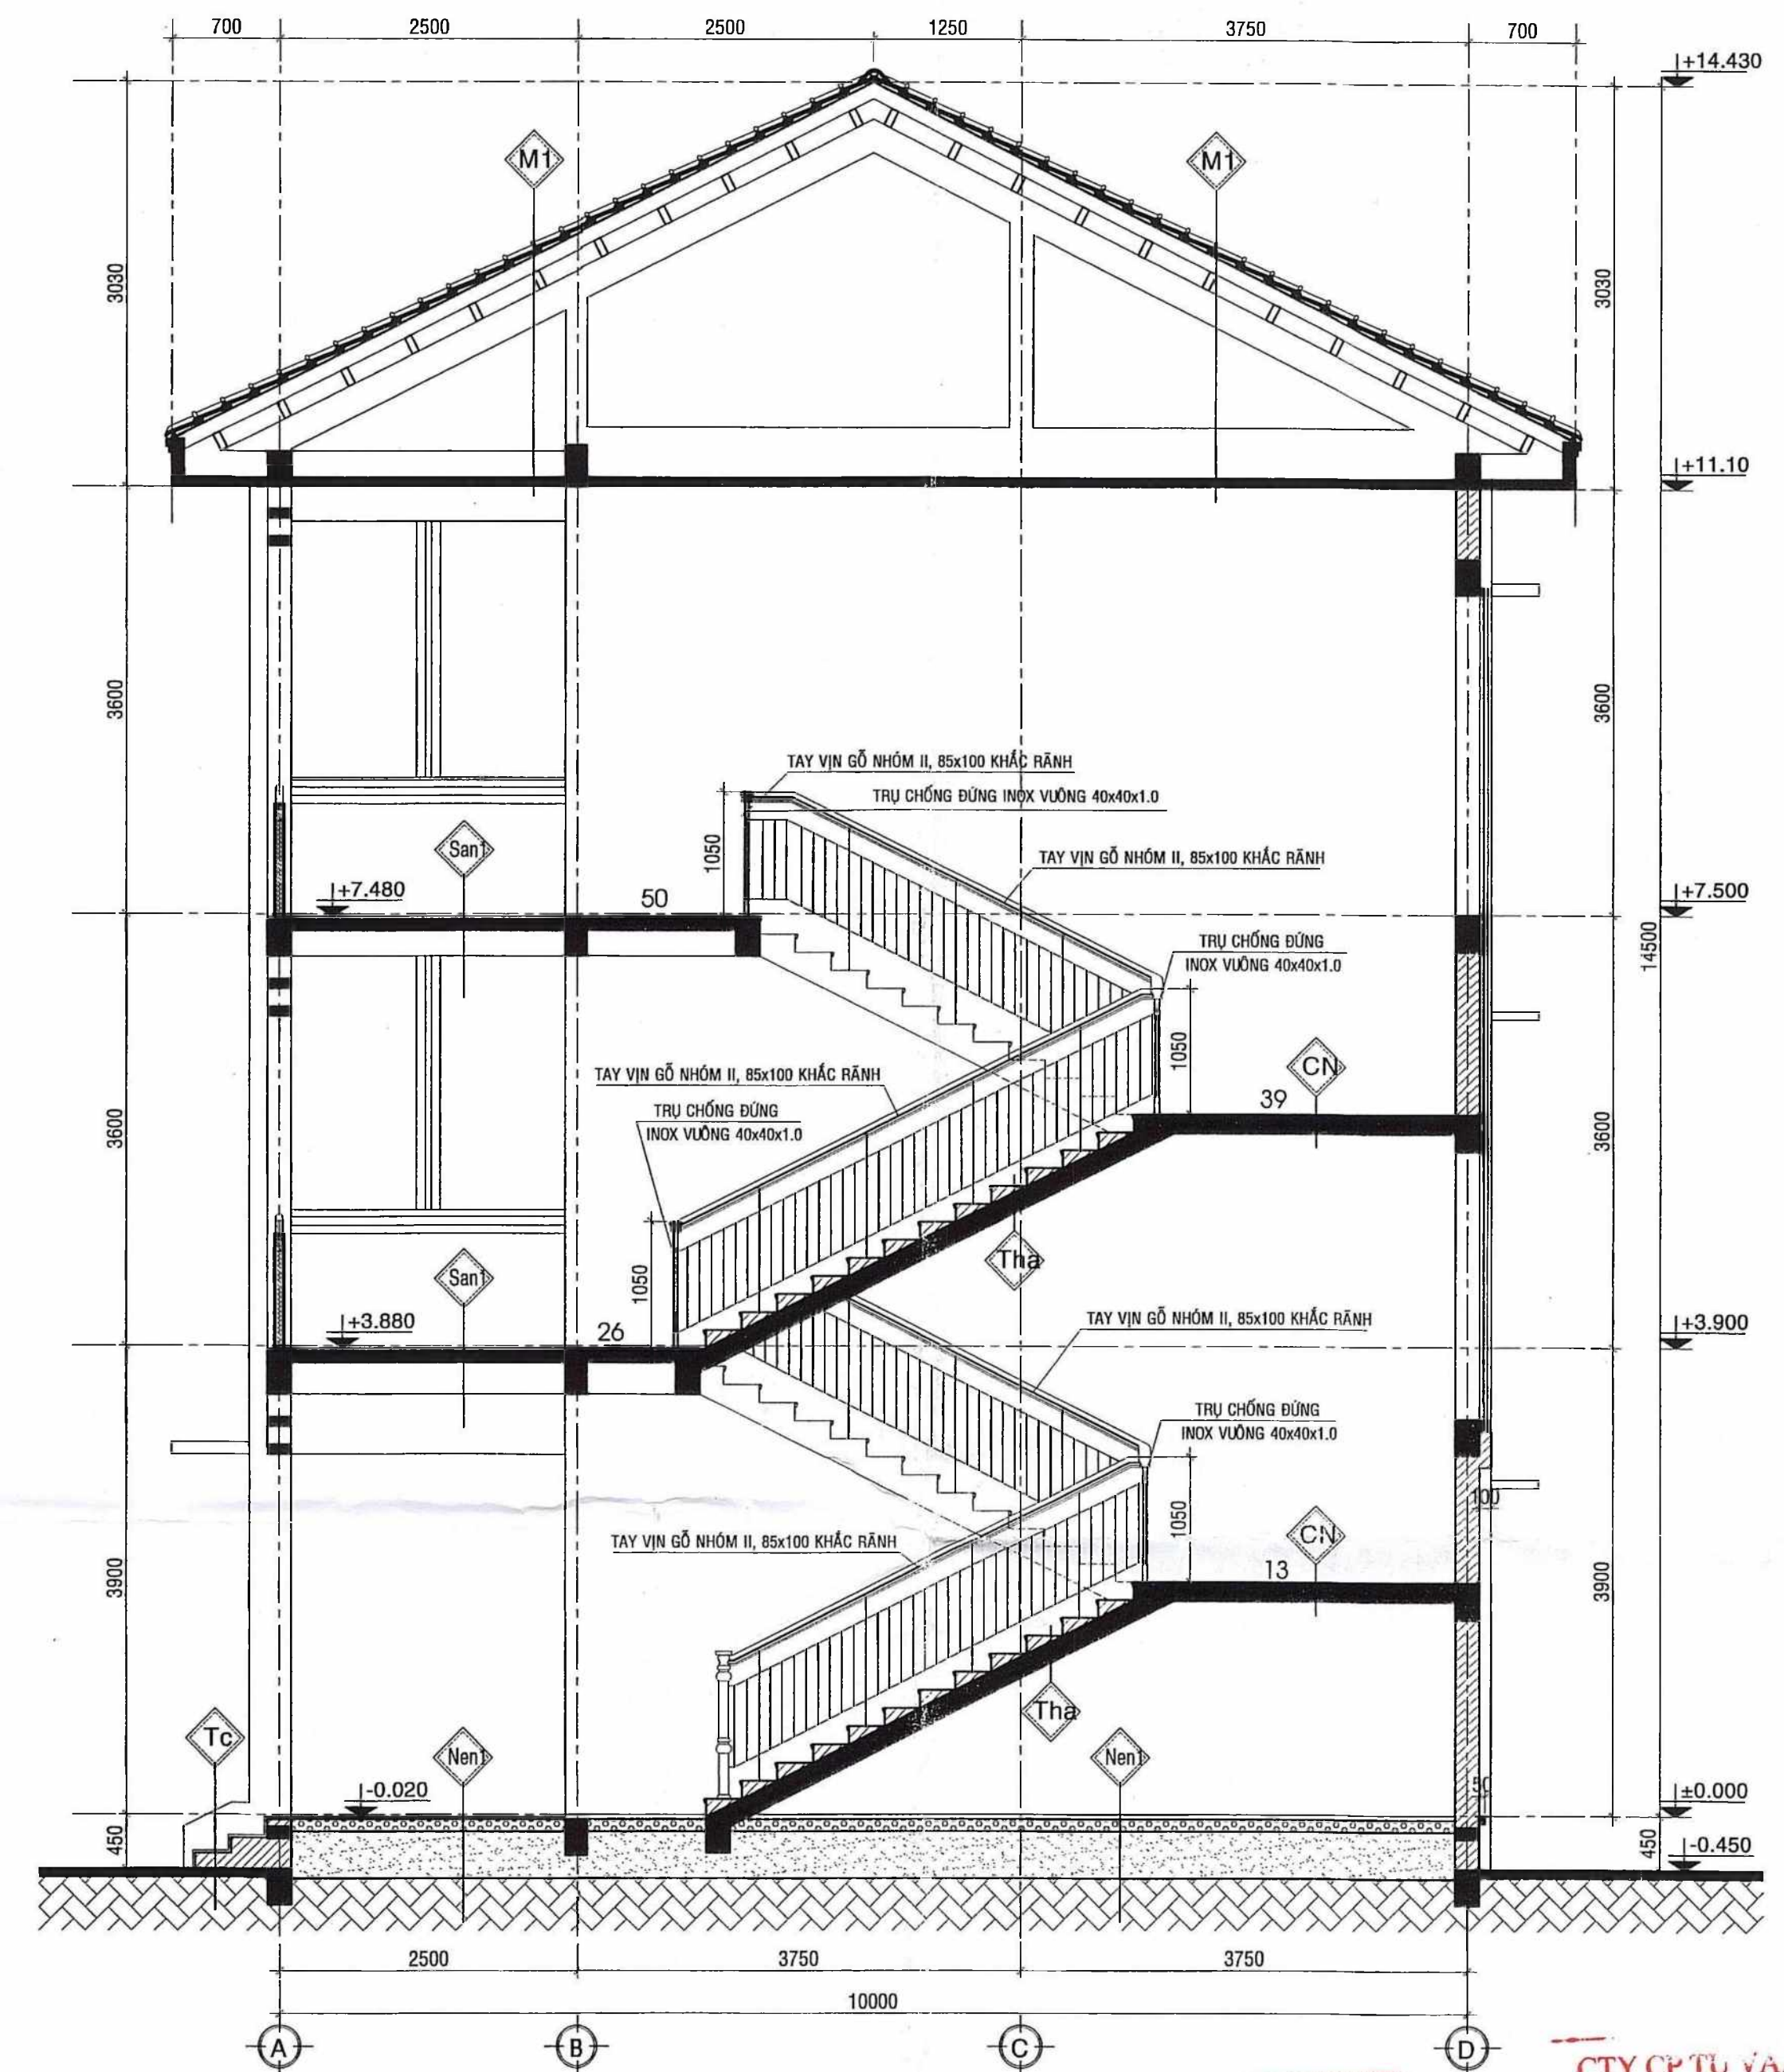 700 2500 2500 1250 3750 700
+14.430
M1 M1
3030 3030
+11.10
3600 3600
TAY VỊN GỖ NHÓM II, 85x100 KHẮC RÃNH
TRỤ CHỐNG ĐỨNG INOX VUÔNG 40x40x1.0
1050
San1
TAY VỊN GỖ NHÓM II, 85x100 KHẮC RÃNH
+7.480 50 +7.500
TRỤ CHỐNG ĐỨNG
INOX VUÔNG 40x40x1.0
14500
1050
CN
TAY VỊN GỖ NHÓM II, 85x100 KHẮC RÃNH
39
TRỤ CHỐNG ĐỨNG
INOX VUÔNG 40x40x1.0
3600 3600
Tha
San1 1050
+3.880 26 +3.900
TAY VỊN GỖ NHÓM II, 85x100 KHẮC RÃNH
TRỤ CHỐNG ĐỨNG
INOX VUÔNG 40x40x1.0
100
1050 CN
TAY VỊN GỖ NHÓM II, 85x100 KHẮC RÃNH
13
3900 3900
Tha
Tc Nen1 Nen1
-0.020 50 ±0.000
450 450 -0.450
2500 3750 3750
10000
A B C D
CTY CP TƯ VẤ